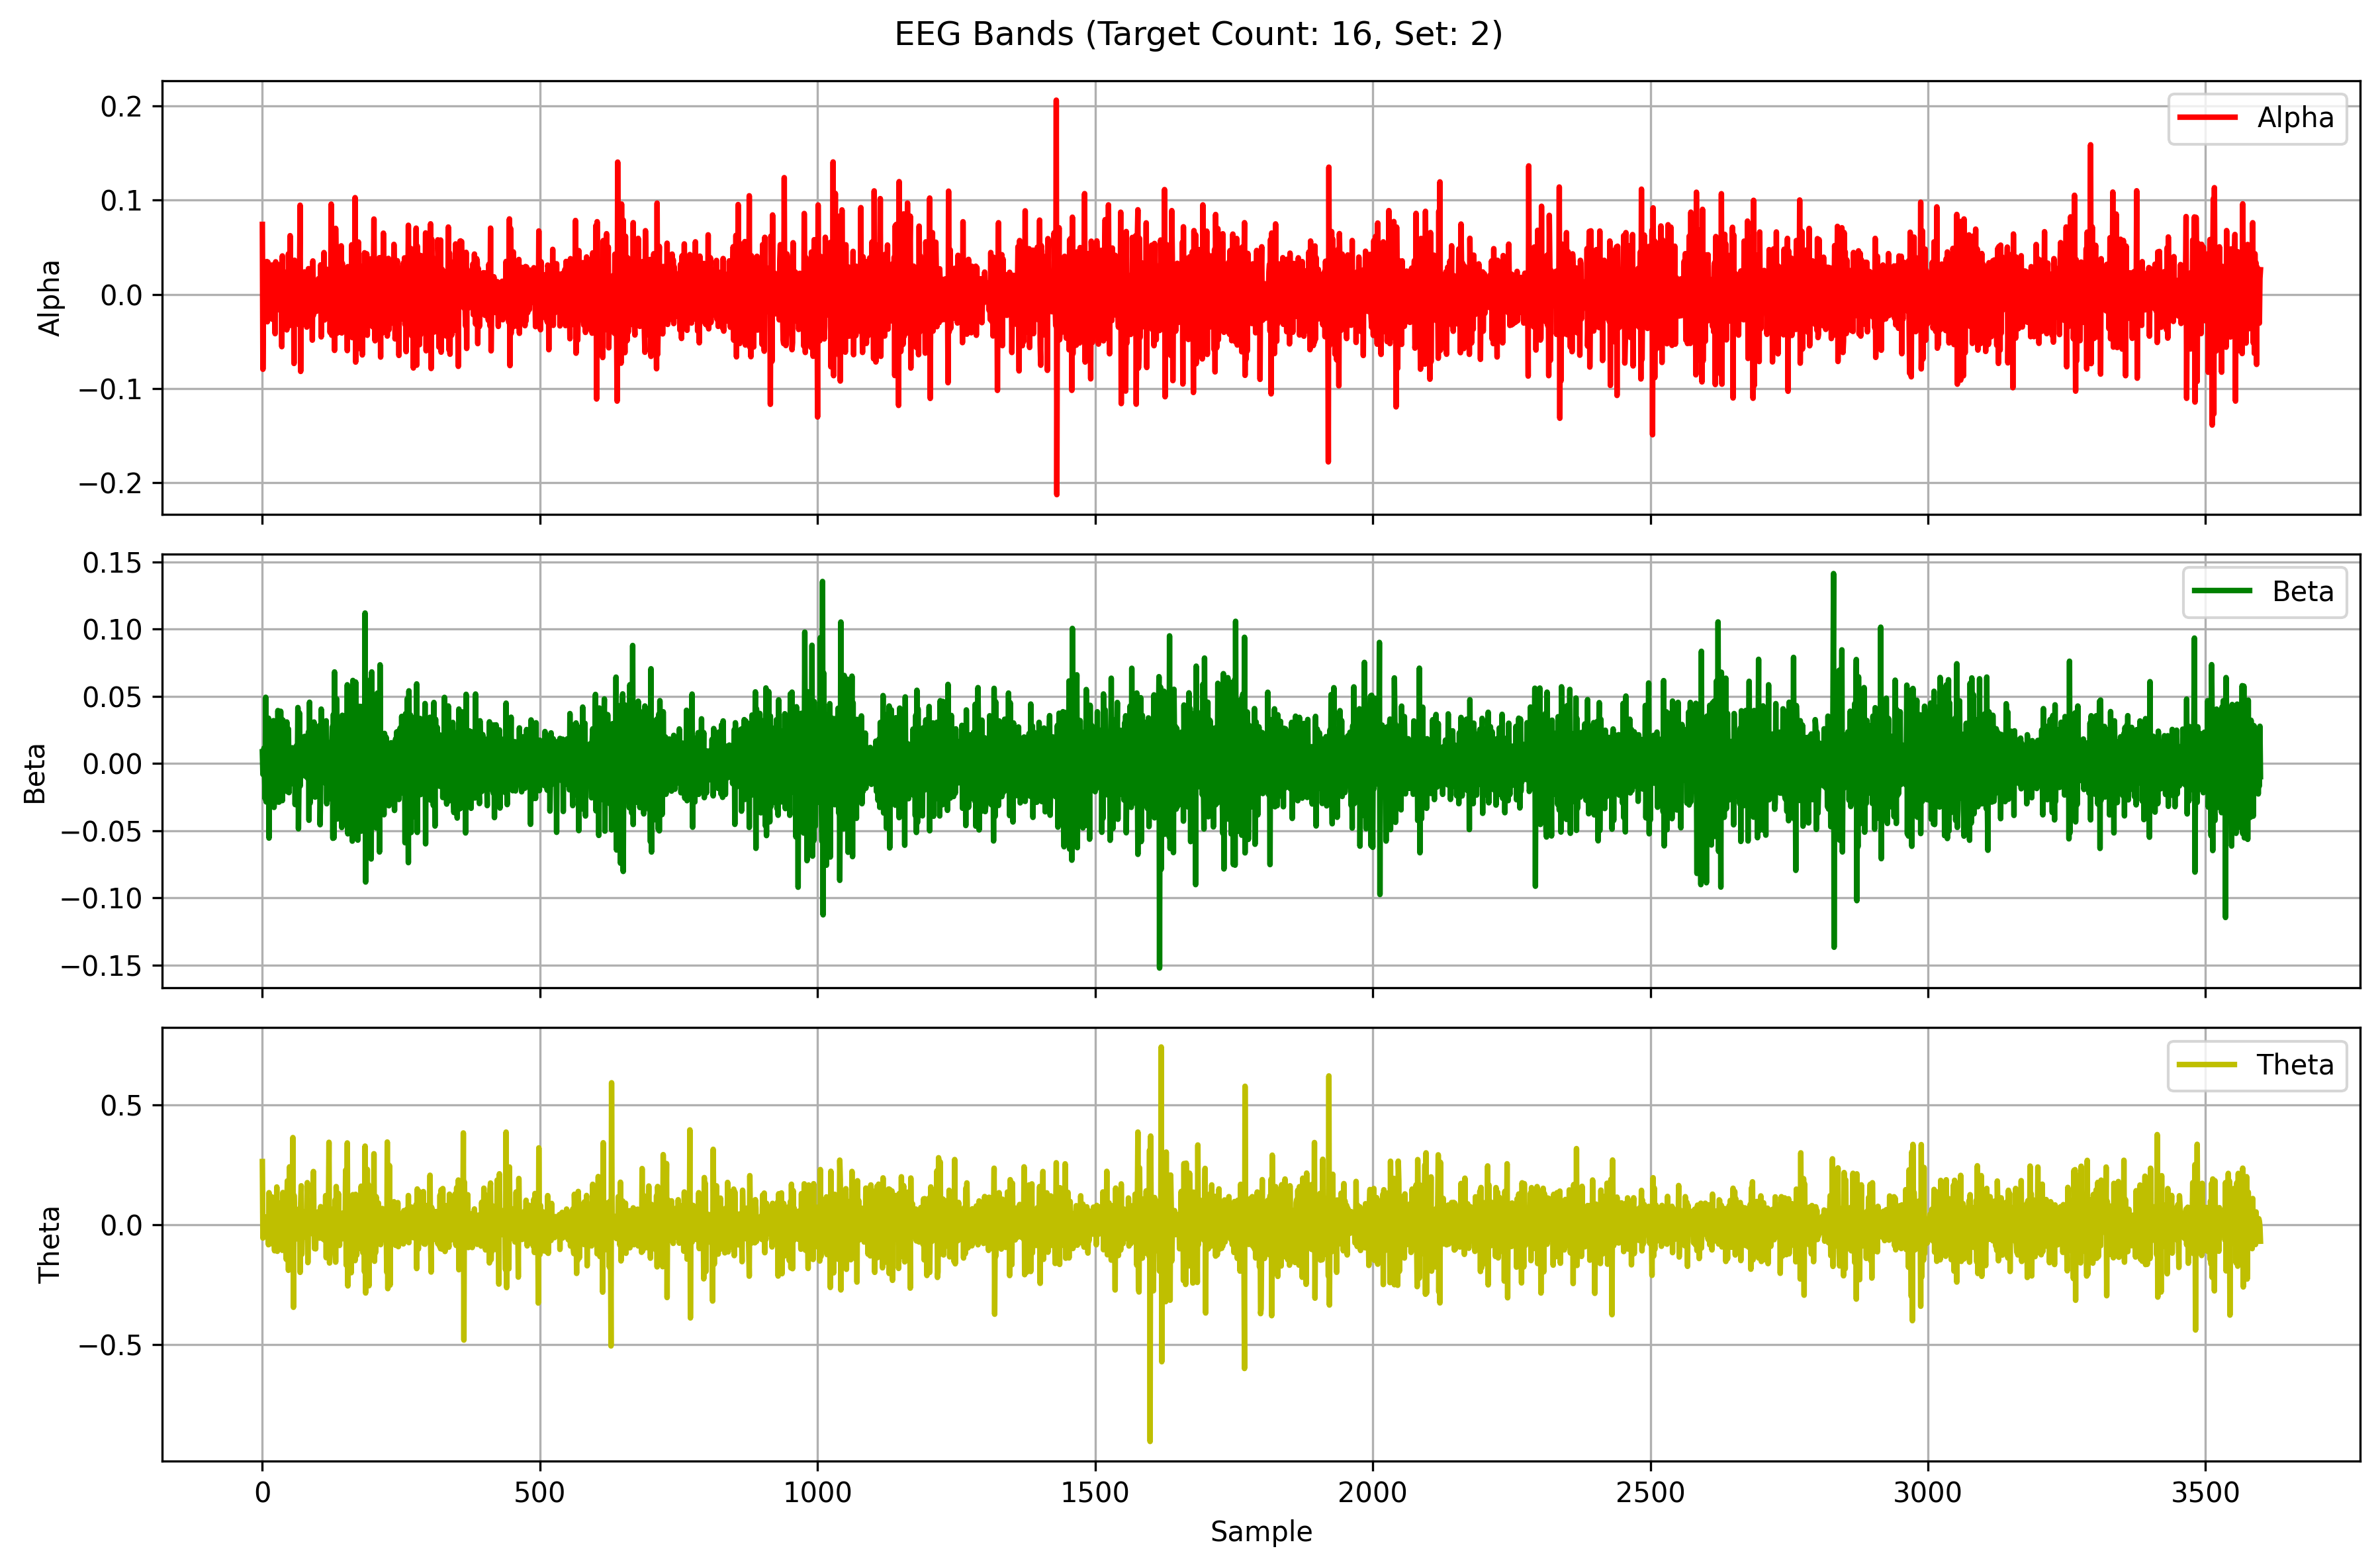 EEG Bands (Target Count: 16, Set: 2)
0.2
0.1
0.0
−0.1
−0.2
Alpha
Alpha
0.15
0.10
0.05
0.00
−0.05
−0.10
−0.15
Beta
Beta
0.5
0.0
−0.5
Theta
Theta
0 500 1000 1500 2000 2500 3000 3500
Sample